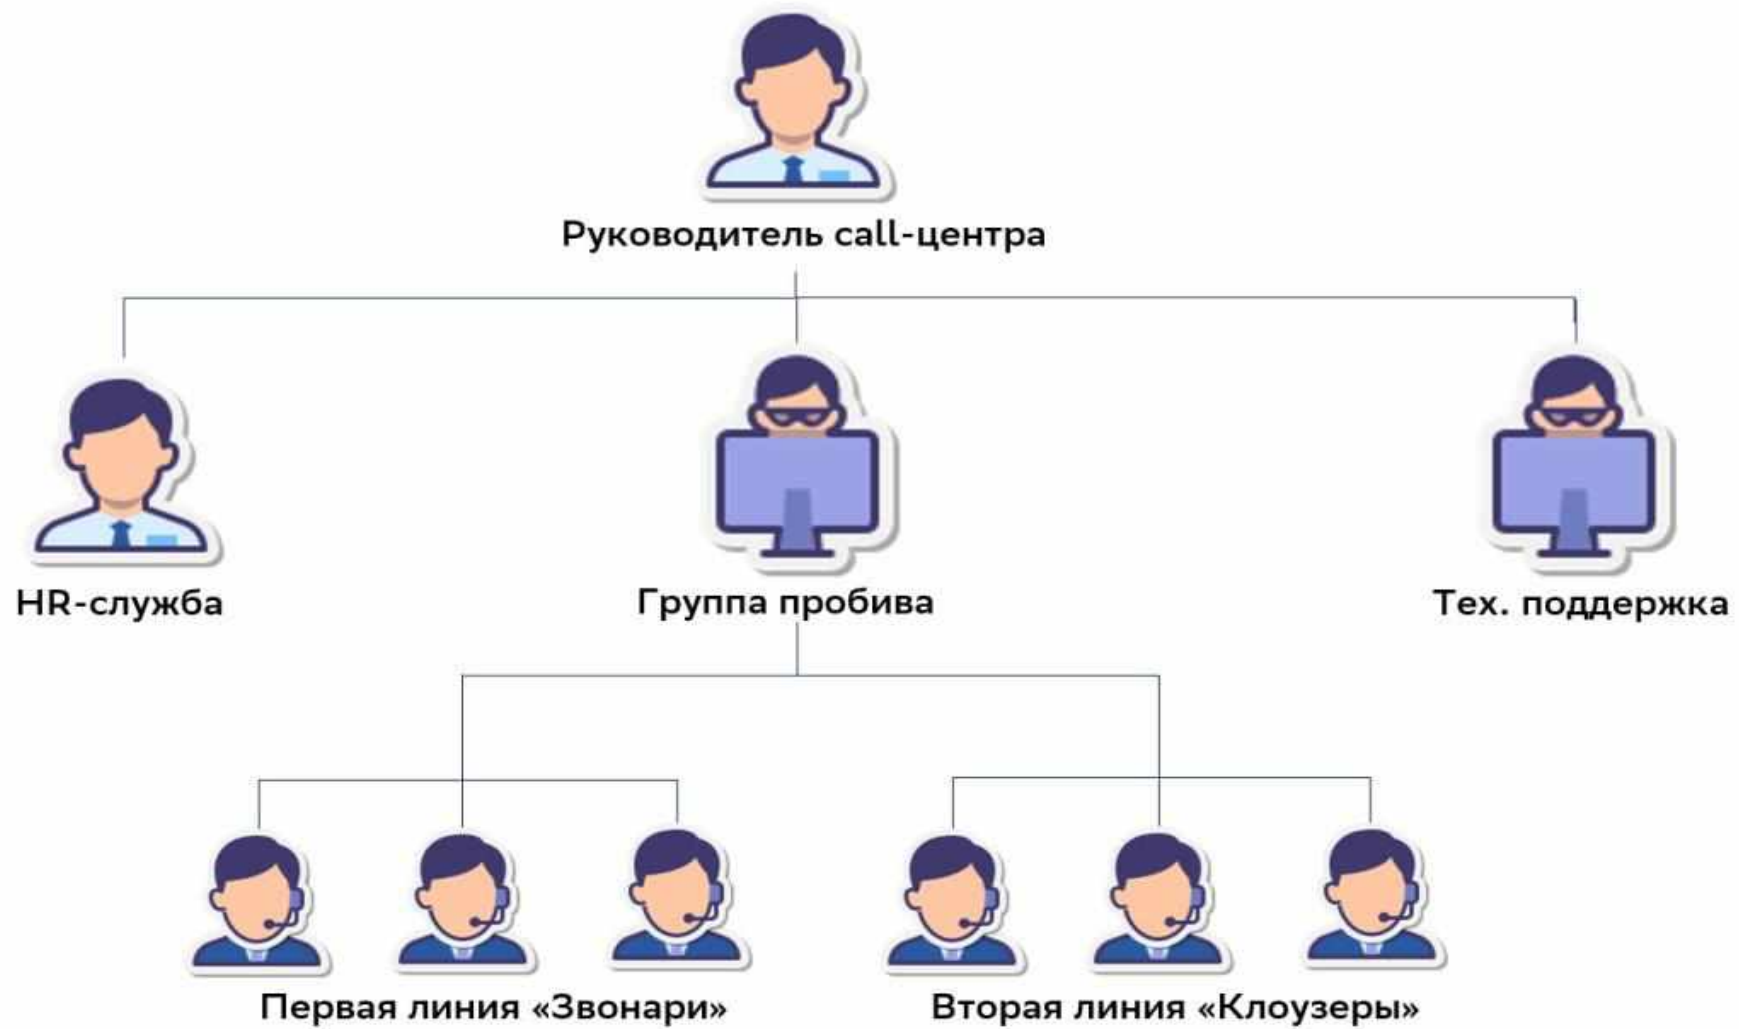 Руководитель call-центра
HR-служба
Группа пробива
Тех. поддержка
Первая линия «Звонари»
Вторая линия «Клоузеры»